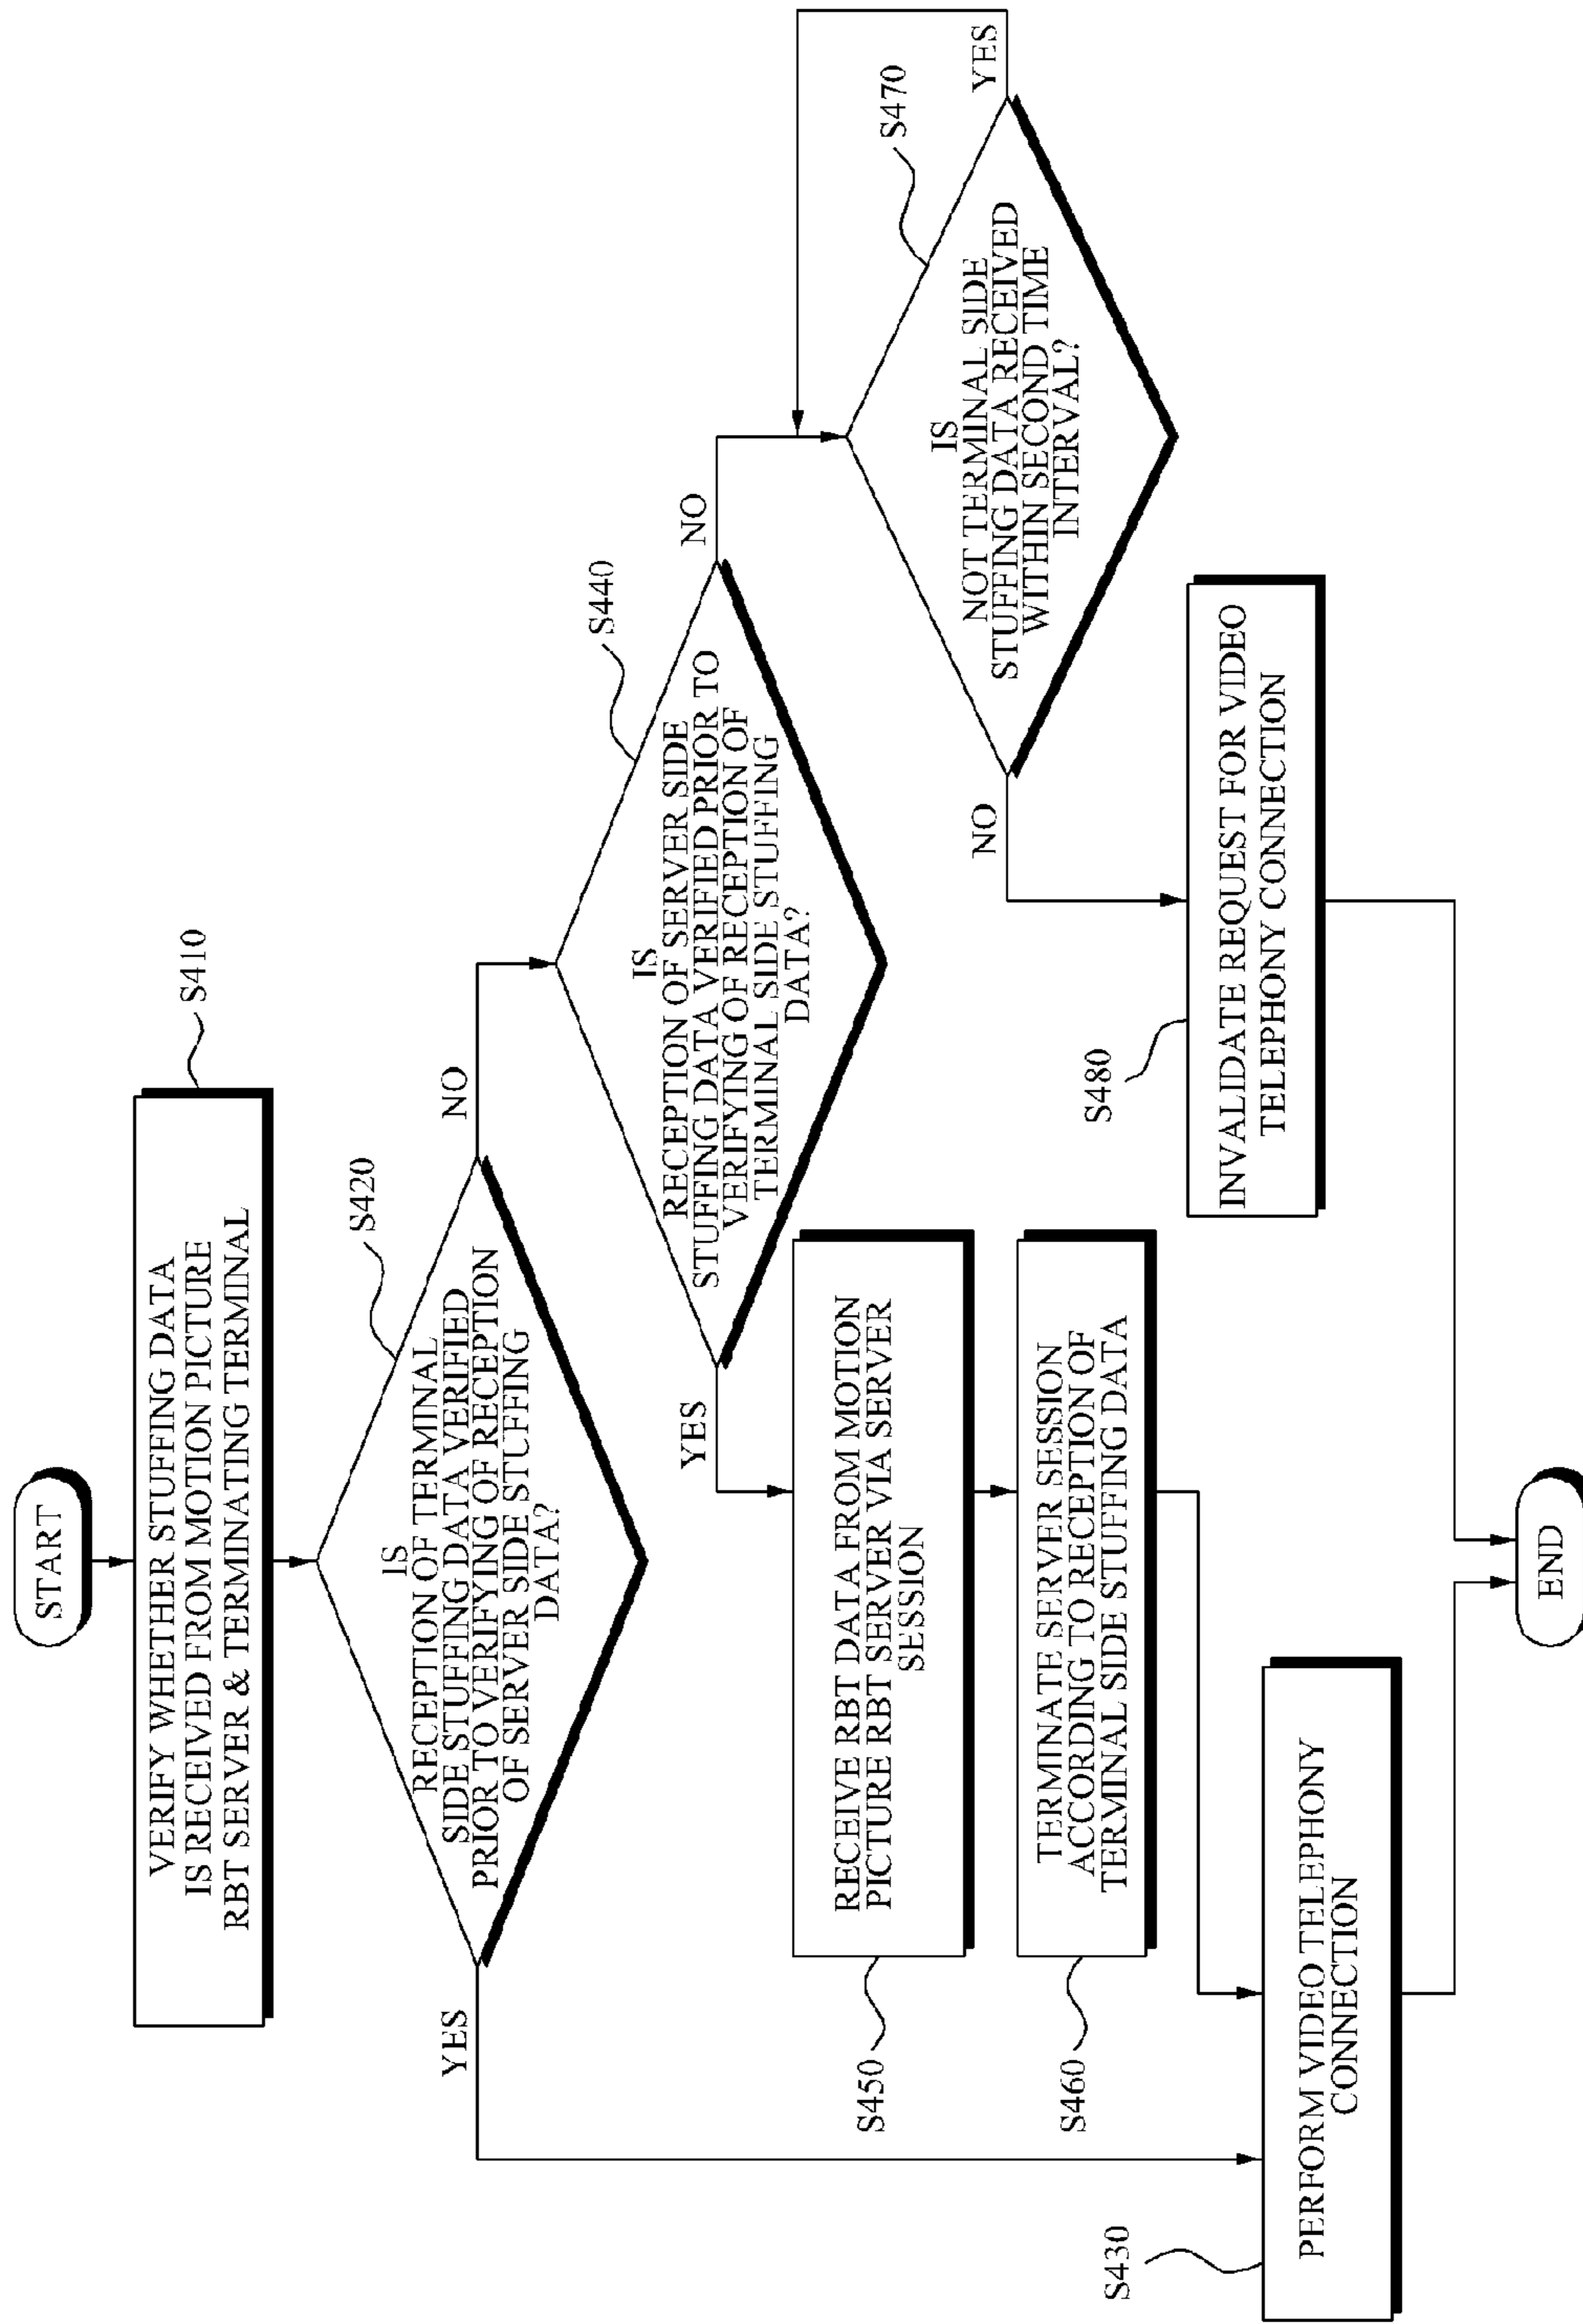 START
VERIFY WHETHER STUFFING DATA
IS RECEIVED FROM MOTION PICTURE
RBT SERVER & TERMINATING TERMINAL
S410
IS
RECEPTION OF TERMINAL
SIDE STUFFING DATA VERIFIED
PRIOR TO VERIFYING OF RECEPTION
OF SERVER SIDE STUFFING
DATA?
S420
YES
NO
IS
RECEPTION OF SERVER SIDE
STUFFING DATA VERIFIED PRIOR TO
VERIFYING OF RECEPTION OF
TERMINAL SIDE STUFFING
DATA?
S440
YES
NO
RECEIVE RBT DATA FROM MOTION
PICTURE RBT SERVER VIA SERVER
SESSION
S450
TERMINATE SERVER SESSION
ACCORDING TO RECEPTION OF
TERMINAL SIDE STUFFING DATA
S460
IS
NOT TERMINAL SIDE
STUFFING DATA RECEIVED
WITHIN SECOND TIME
INTERVAL?
S470
NO
YES
S480
INVALIDATE REQUEST FOR VIDEO
TELEPHONY CONNECTION
S430
PERFORM VIDEO TELEPHONY
CONNECTION
END